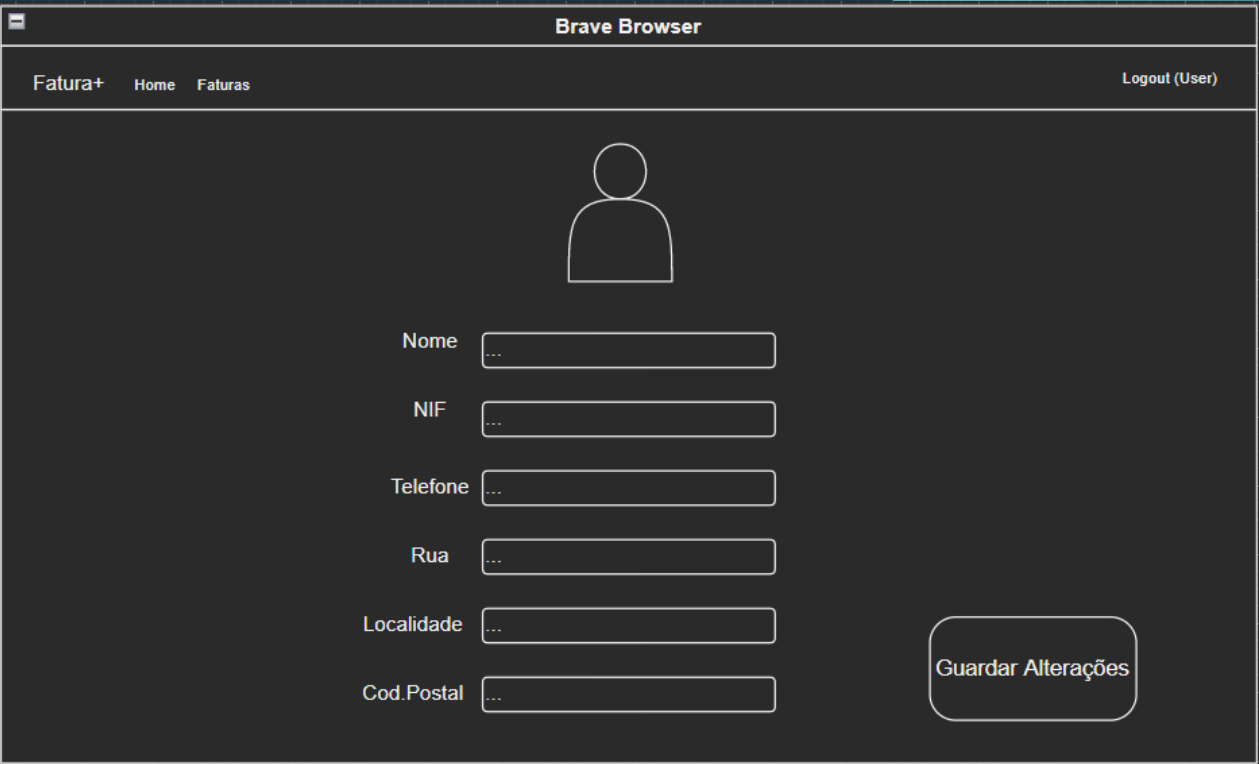 Brave Browser
Fatura+ Home Faturas Logout (User)
Nome ...
NIF ...
Telefone ...
Rua ...
Localidade ...
Guardar Alterações
Cod.Postal ...